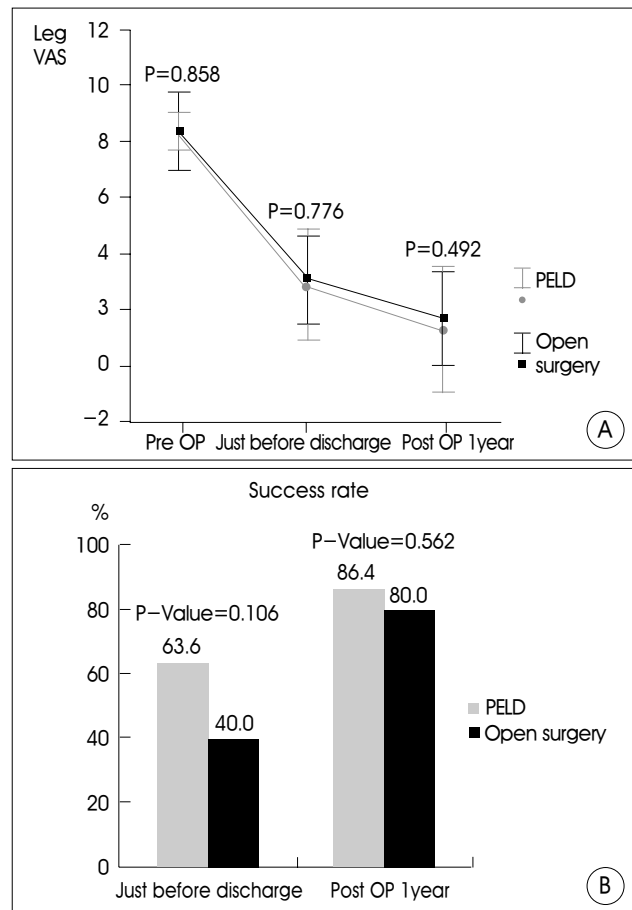 Leg
VAS
12
10
8
6
4
3
0
−2
P=0.858
P=0.776
P=0.492
PELD
Open
surgery
Pre OP
Just before discharge
Post OP 1year
A
Success rate
%
100
80
60
40
20
0
P−Value=0.106
63.6
40.0
P−Value=0.562
86.4
80.0
PELD
Open surgery
Just before discharge
Post OP 1year
B